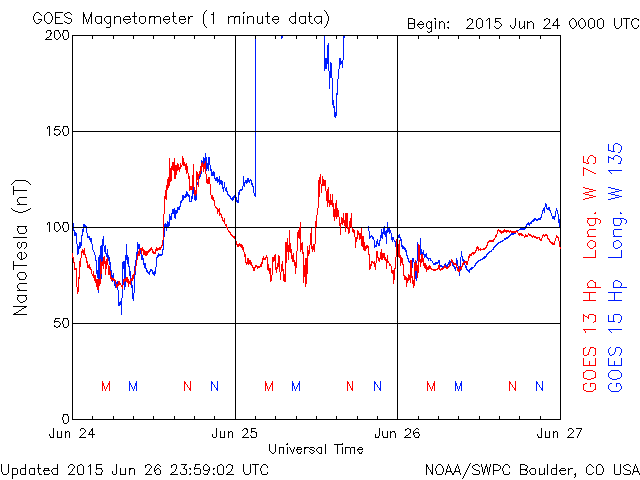 GOES Magnetometer (1 minute data)
Begin: 2015 Jun 24 0000 UTC
200
150
100
50
0
NanoTesla (nT)
M M N N M M N N M M N N
Jun 24 Jun 25 Jun 26 Jun 27
Universal Time
GOES 13 Hp Long. W 75
GOES 15 Hp Long. W 135
Updated 2015 Jun 26 23:59:02 UTC
NOAA/SWPC Boulder, CO USA